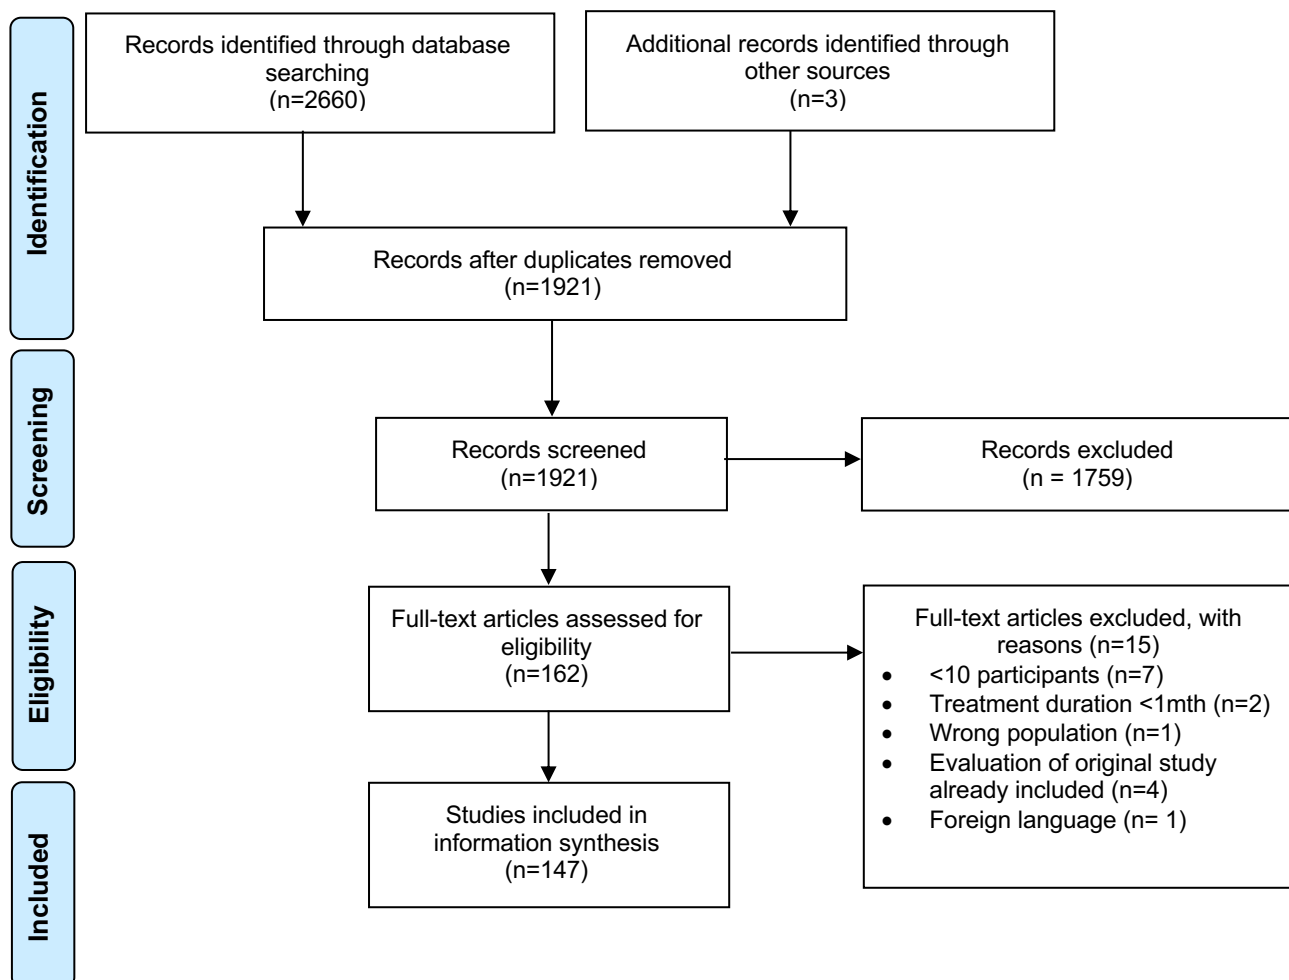 Identification
Records identified through database
searching
(n=2660)
Additional records identified through
other sources
(n=3)
Records after duplicates removed
(n=1921)
Screening
Records screened
(n=1921)
Records excluded
(n = 1759)
Eligibility
Full-text articles assessed for
eligibility
(n=162)
Full-text articles excluded, with
reasons (n=15)
• <10 participants (n=7)
• Treatment duration <1mth (n=2)
• Wrong population (n=1)
• Evaluation of original study
already included (n=4)
• Foreign language (n= 1)
Included
Studies included in
information synthesis
(n=147)